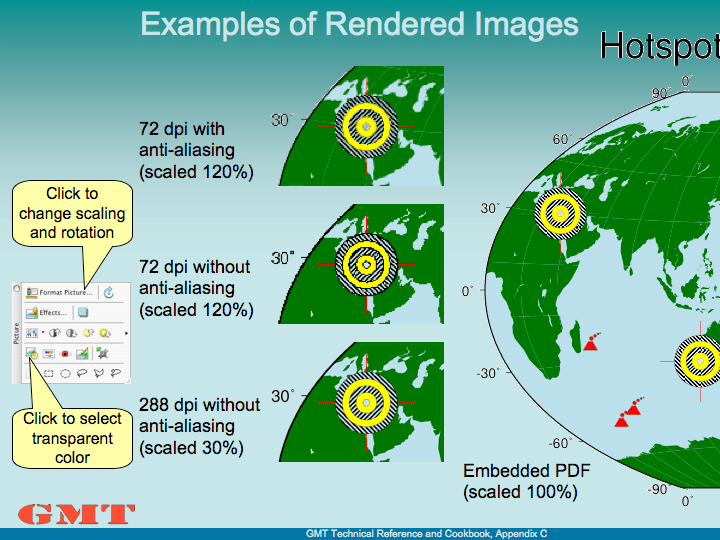 Examples of Rendered Images
Hotspot
72 dpi with
anti-aliasing
(scaled 120%)
30°
Click to
change scaling
and rotation
72 dpi without
anti-aliasing
(scaled 120%)
30°
Format Picture...
Effects...
Picture
Click to select
transparent
color
288 dpi without
anti-aliasing
(scaled 30%)
30°
0°
90°
60°
30°
0°
-30°
-60°
-90
0°
Embedded PDF
(scaled 100%)
GMT
GMT Technical Reference and Cookbook, Appendix C